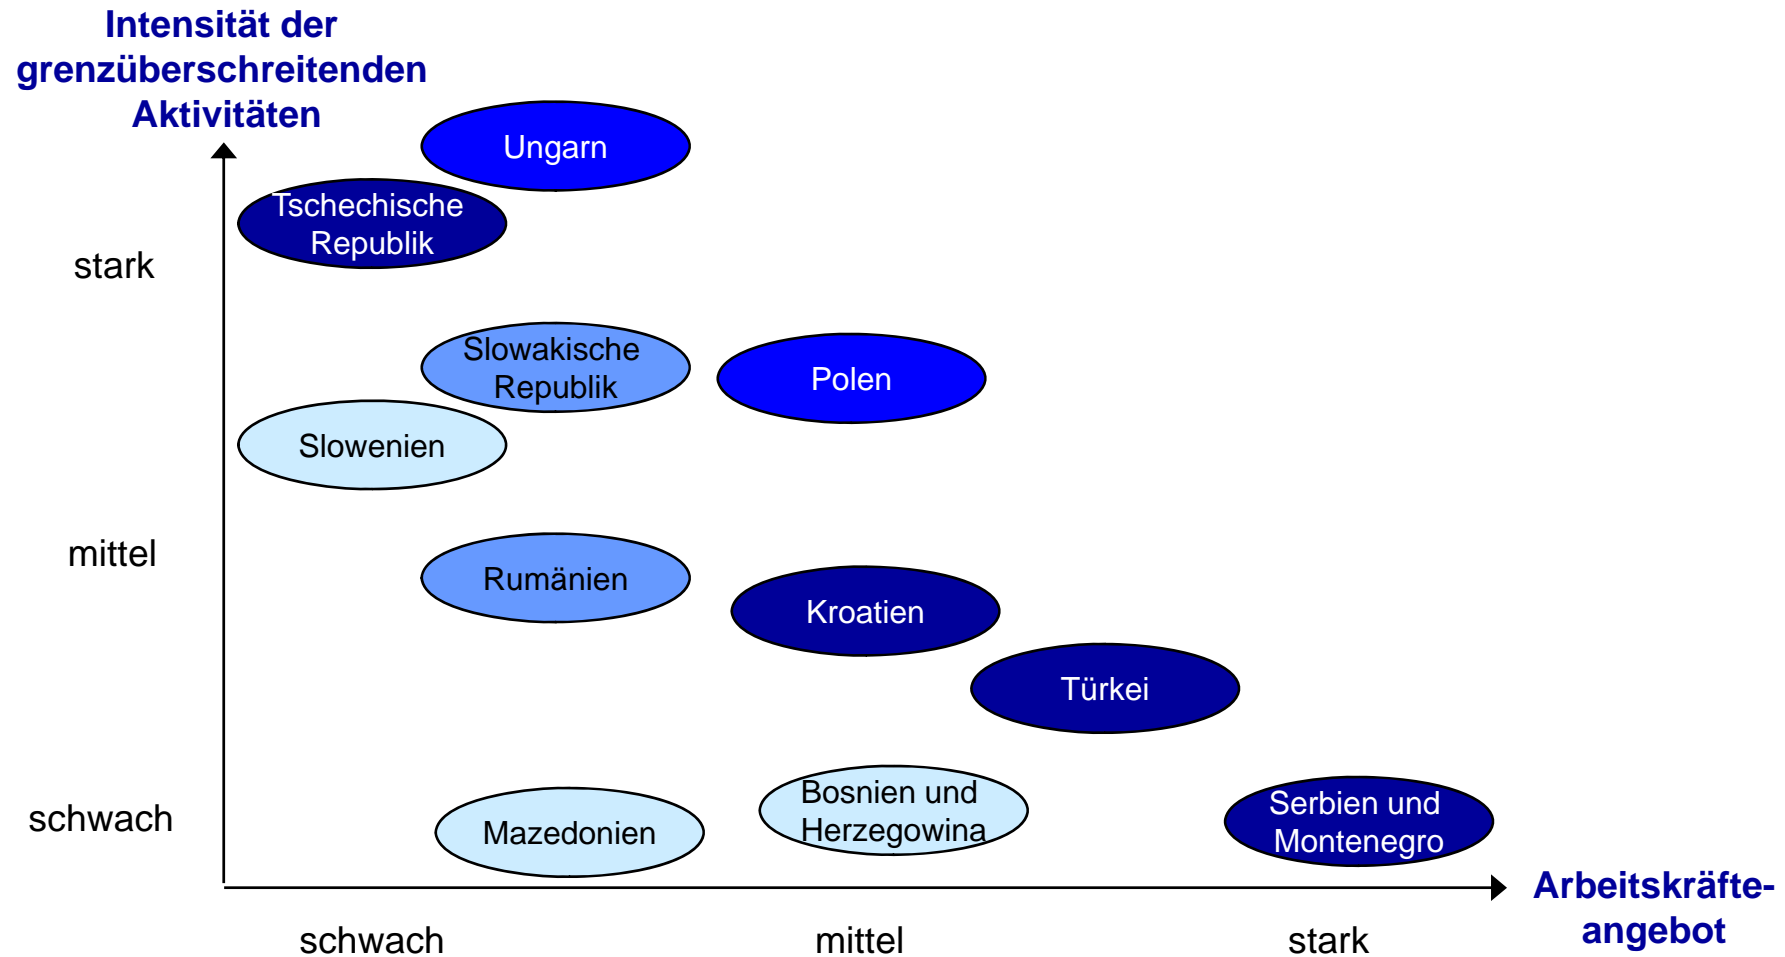 Intensität der
grenzüberschreitenden
Aktivitäten
Ungarn
Tschechische
Republik
stark
Slowakische
Republik
Polen
Slowenien
mittel
Rumänien
Kroatien
Türkei
schwach
Mazedonien
Bosnien und
Herzegowina
Serbien und
Montenegro
Arbeitskräfte-
angebot
schwach
mittel
stark